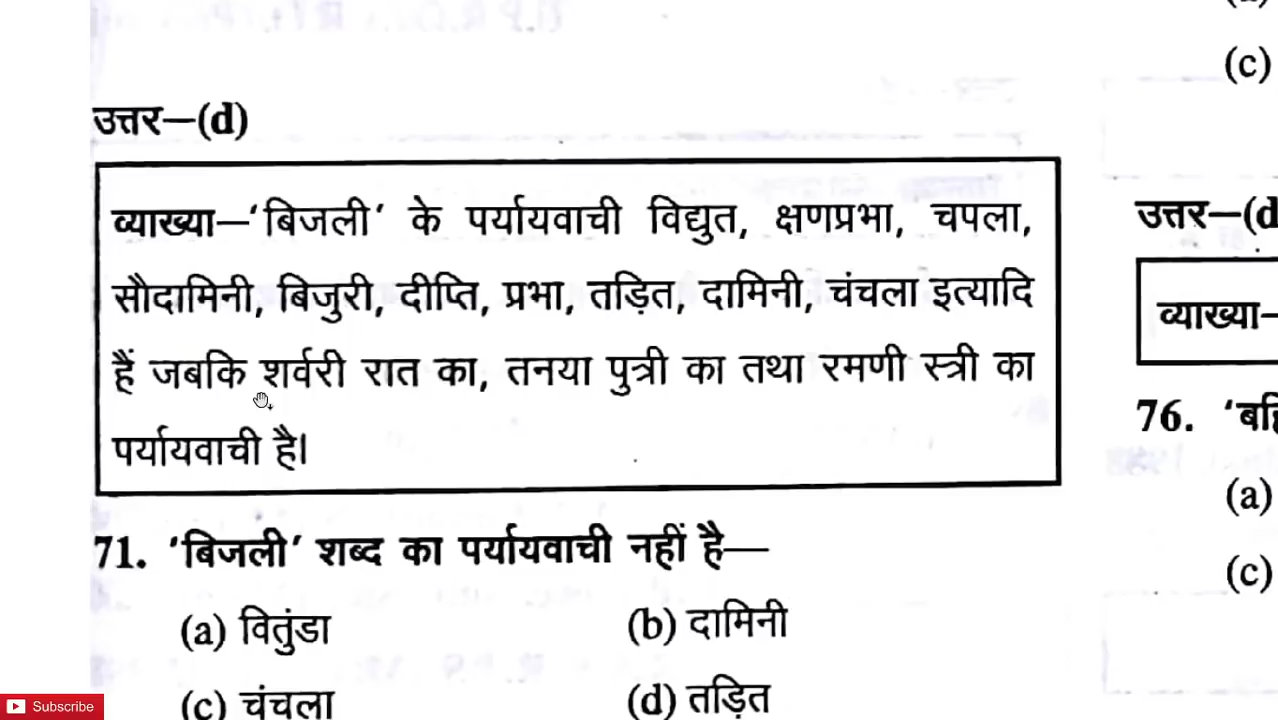 (c)
उत्तर–(d)
व्याख्या–‘बिजली’ के पर्यायवाची विद्युत, क्षणप्रभा, चपला,
सौदामिनी, बिजुरी, दीप्ति, प्रभा, तड़ित, दामिनी, चंचला इत्यादि
हैं जबकि शर्वरी रात का, तनया पुत्री का तथा रमणी स्त्री का
पर्यायवाची है।
71. ‘बिजली’ शब्द का पर्यायवाची नहीं है—
(a) वितुंडा (b) दामिनी
(c) चंचला (d) तड़ित
उत्तर–(d
व्याख्या–
76. ‘बहि
(a)
(c)
Subscribe